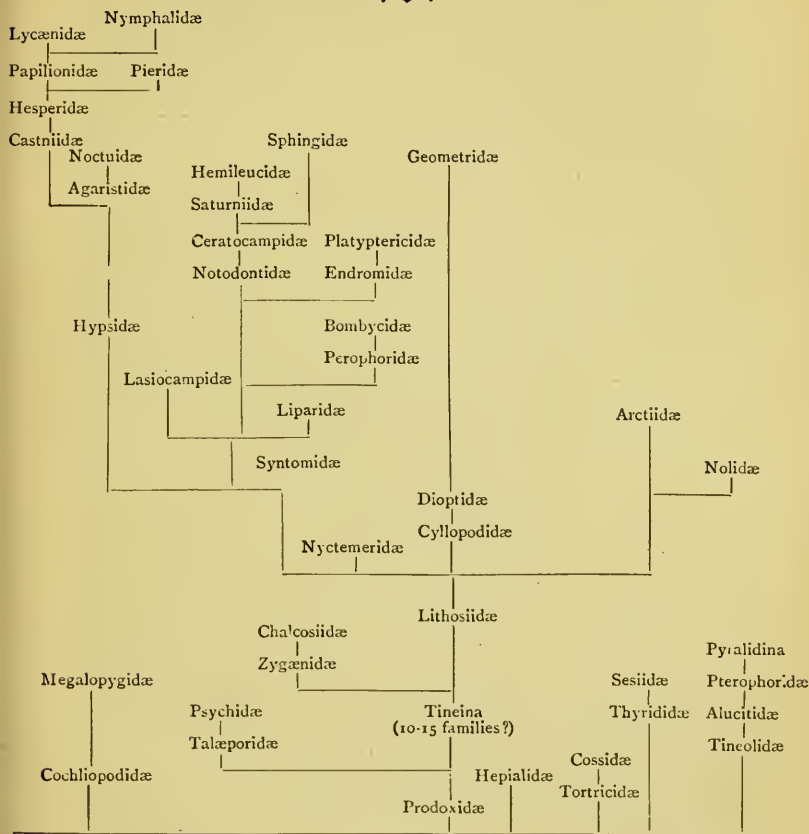 Nymphalidæ
Lycænidæ
Papilionidæ Pieridæ
Hesperidæ
Castniidæ
Noctuidæ
Agaristidæ
Sphingidæ
Hemileucidæ
Saturniidæ
Geometridæ
Ceratocampidæ Platyptericidæ
Notodontidæ Endromidæ
Hypsidæ
Bombycidæ
Perophoridæ
Lasiocampidæ
Liparidæ
Arctiidæ
Syntomidæ
Nolidæ
Dioptidæ
Cyllopodidæ
Nyctemeridæ
Lithosiidæ
Chalcosiidæ
Zygænidæ
Megalopygidæ
Pyralidina
Sesiidæ Pterophoridæ
Psychidæ Tineina Thyrididæ Alucitidæ
(10-15 families?)
Talæporidæ Tineolidæ
Cochliopodidæ
Cossidæ
Hepialidæ
Tortricidæ
Prodoxidæ